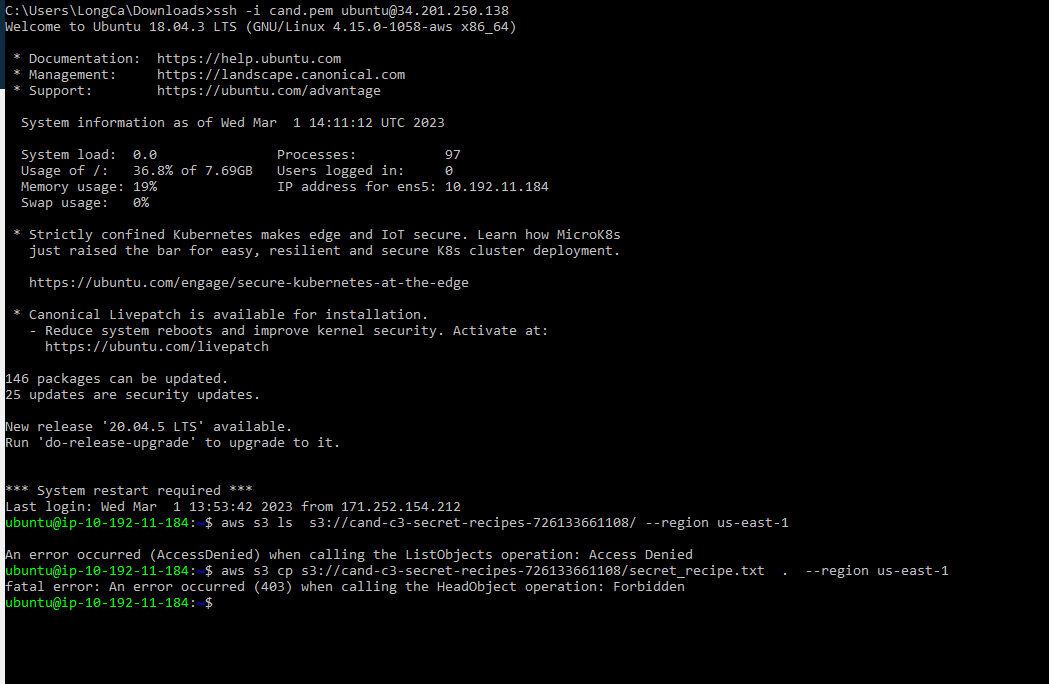 C:\Users\LongCa\Downloads>ssh -i cand.pem ubuntu@34.201.250.138
Welcome to Ubuntu 18.04.3 LTS (GNU/Linux 4.15.0-1058-aws x86_64)
* Documentation: https://help.ubuntu.com
* Management: https://landscape.canonical.com
* Support: https://ubuntu.com/advantage
System information as of Wed Mar 1 14:11:12 UTC 2023
System load: 0.0 Processes: 97
Usage of /: 36.8% of 7.69GB Users logged in: 0
Memory usage: 19% IP address for ens5: 10.192.11.184
Swap usage: 0%
* Strictly confined Kubernetes makes edge and IoT secure. Learn how MicroK8s
just raised the bar for easy, resilient and secure K8s cluster deployment.
https://ubuntu.com/engage/secure-kubernetes-at-the-edge
* Canonical Livepatch is available for installation.
- Reduce system reboots and improve kernel security. Activate at:
https://ubuntu.com/livepatch
146 packages can be updated.
25 updates are security updates.
New release '20.04.5 LTS' available.
Run 'do-release-upgrade' to upgrade to it.
*** System restart required ***
Last login: Wed Mar 1 13:53:42 2023 from 171.252.154.212
ubuntu@ip-10-192-11-184:~$ aws s3 ls s3://cand-c3-secret-recipes-726133661108/ --region us-east-1
An error occurred (AccessDenied) when calling the ListObjects operation: Access Denied
ubuntu@ip-10-192-11-184:~$ aws s3 cp s3://cand-c3-secret-recipes-726133661108/secret_recipe.txt . --region us-east-1
fatal error: An error occurred (403) when calling the HeadObject operation: Forbidden
ubuntu@ip-10-192-11-184:~$